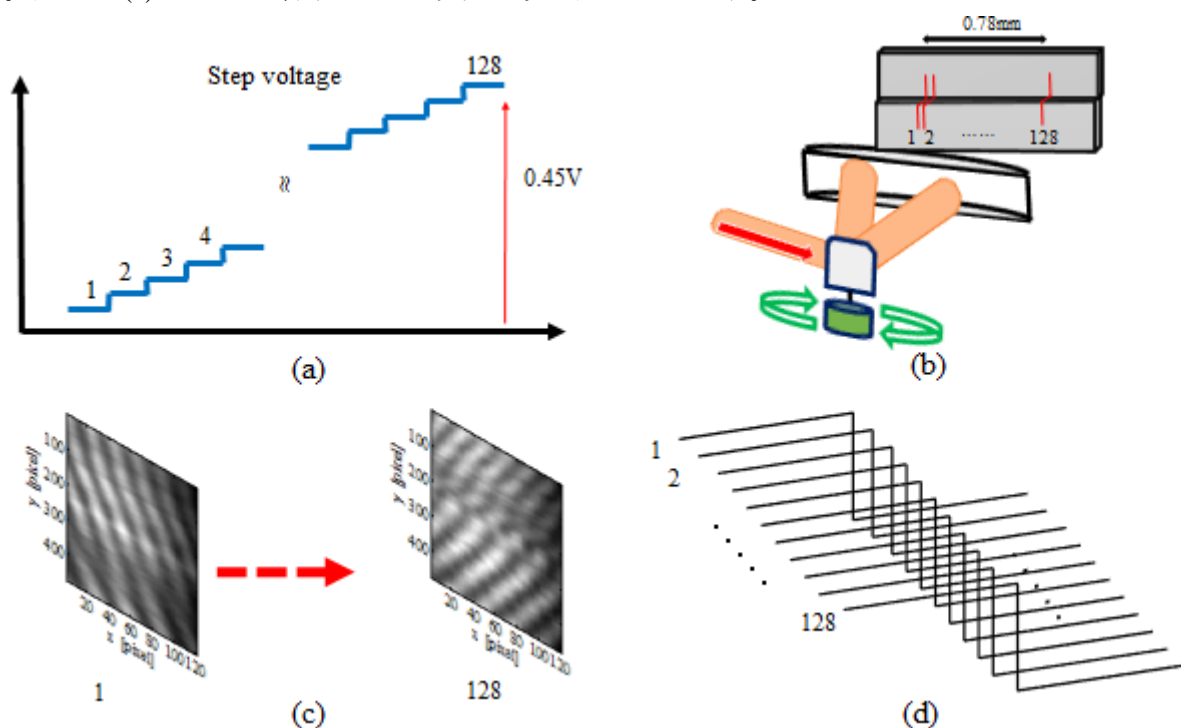 Step voltage
128
0.45V
1
2
3
4
≈
(a)
0.78mm
1 2 ...... 128
(b)
y [pixel]
100
200
300
400
20 40 60 80 100 120
x [pixel]
1
y [pixel]
100
200
300
400
20 40 60 80 100 120
x [pixel]
128
(c)
1
2
128
(d)